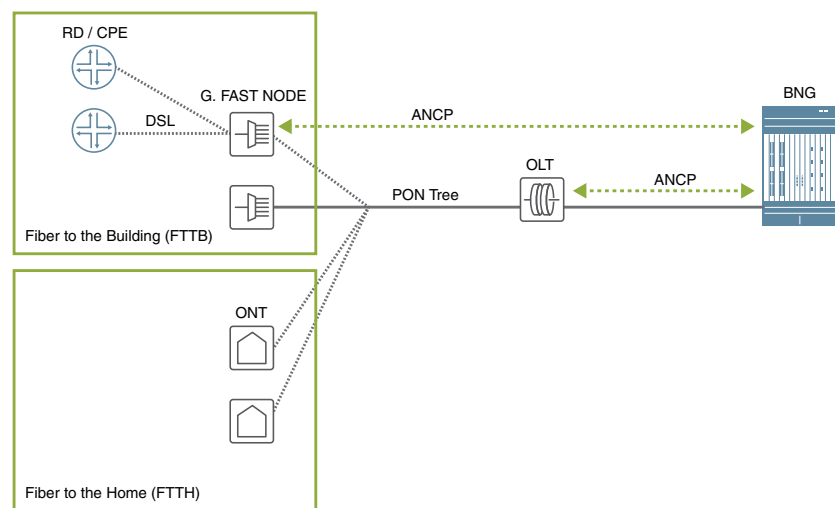 RD / CPE
G. FAST NODE
BNG
DSL
ANCP
OLT
ANCP
PON Tree
Fiber to the Building (FTTB)
ONT
Fiber to the Home (FTTH)